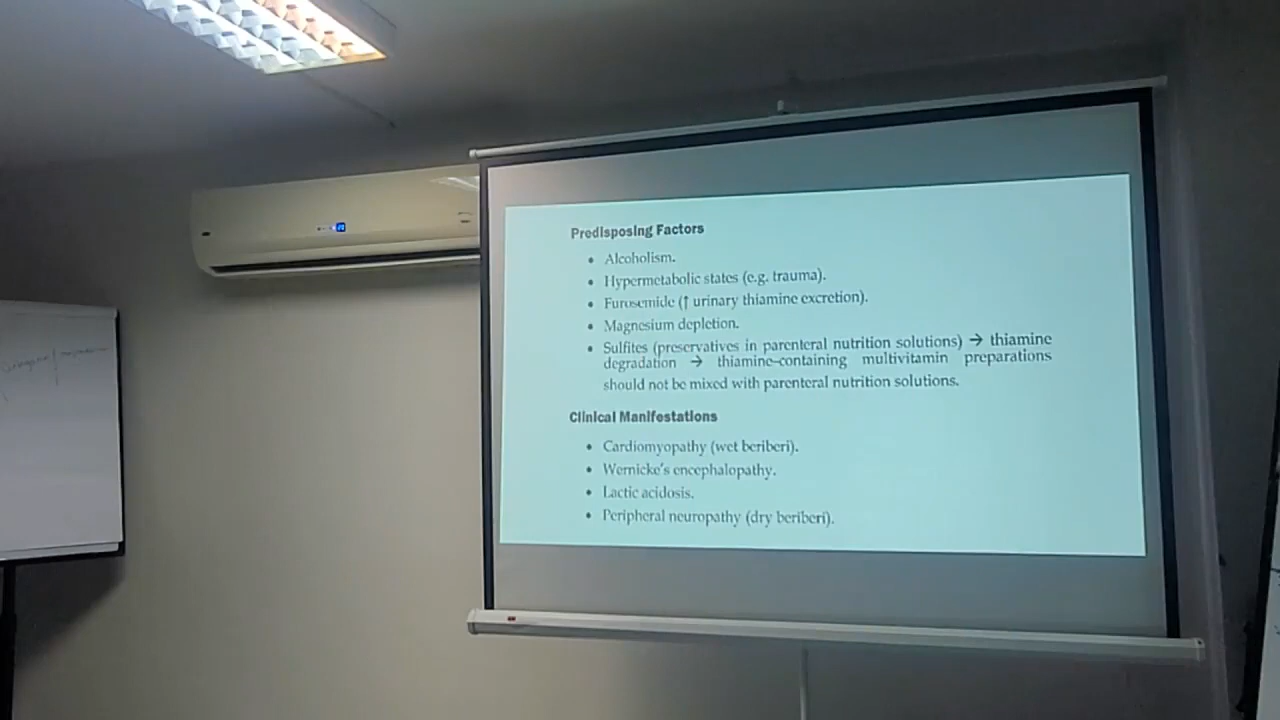 Predisposing Factors
• Alcoholism.
• Hypermetabolic states (e.g. trauma).
• Furosemide (↑ urinary thiamine excretion).
• Magnesium depletion.
• Sulfites (preservatives in parenteral nutrition solutions) → thiamine
degradation → thiamine-containing multivitamin preparations
should not be mixed with parenteral nutrition solutions.
Clinical Manifestations
• Cardiomyopathy (wet beriberi).
• Wernicke's encephalopathy.
• Lactic acidosis.
• Peripheral neuropathy (dry beriberi).